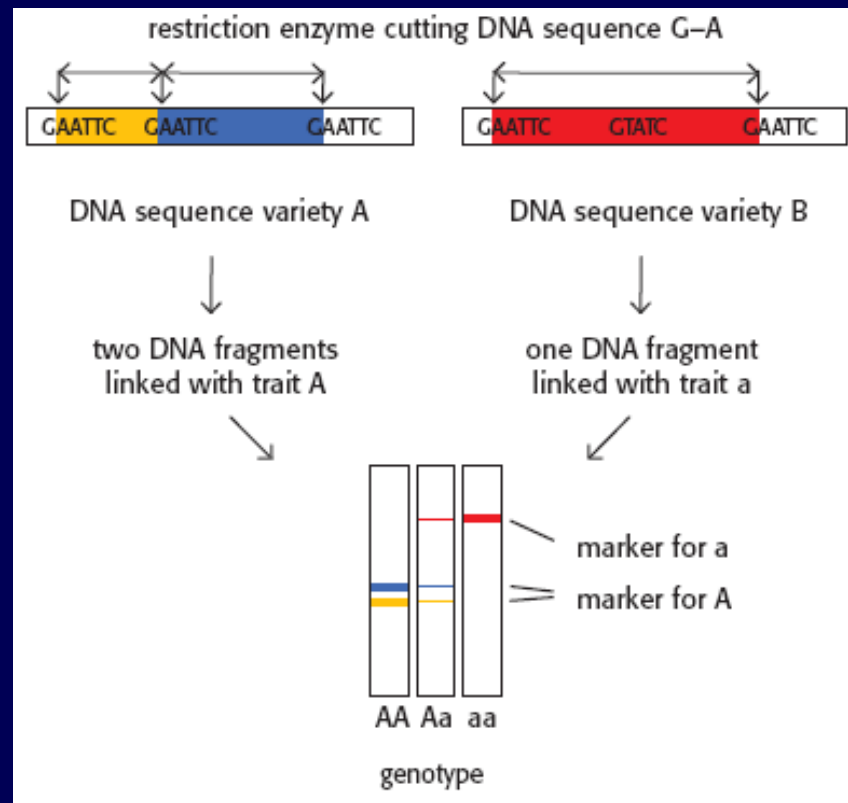 restriction enzyme cutting DNA sequence G–A
GAATTC GAATTC GAATTC
GAATTC GTATC GAATTC
DNA sequence variety A
DNA sequence variety B
two DNA fragments
linked with trait A
one DNA fragment
linked with trait a
marker for a
marker for A
AA Aa aa
genotype